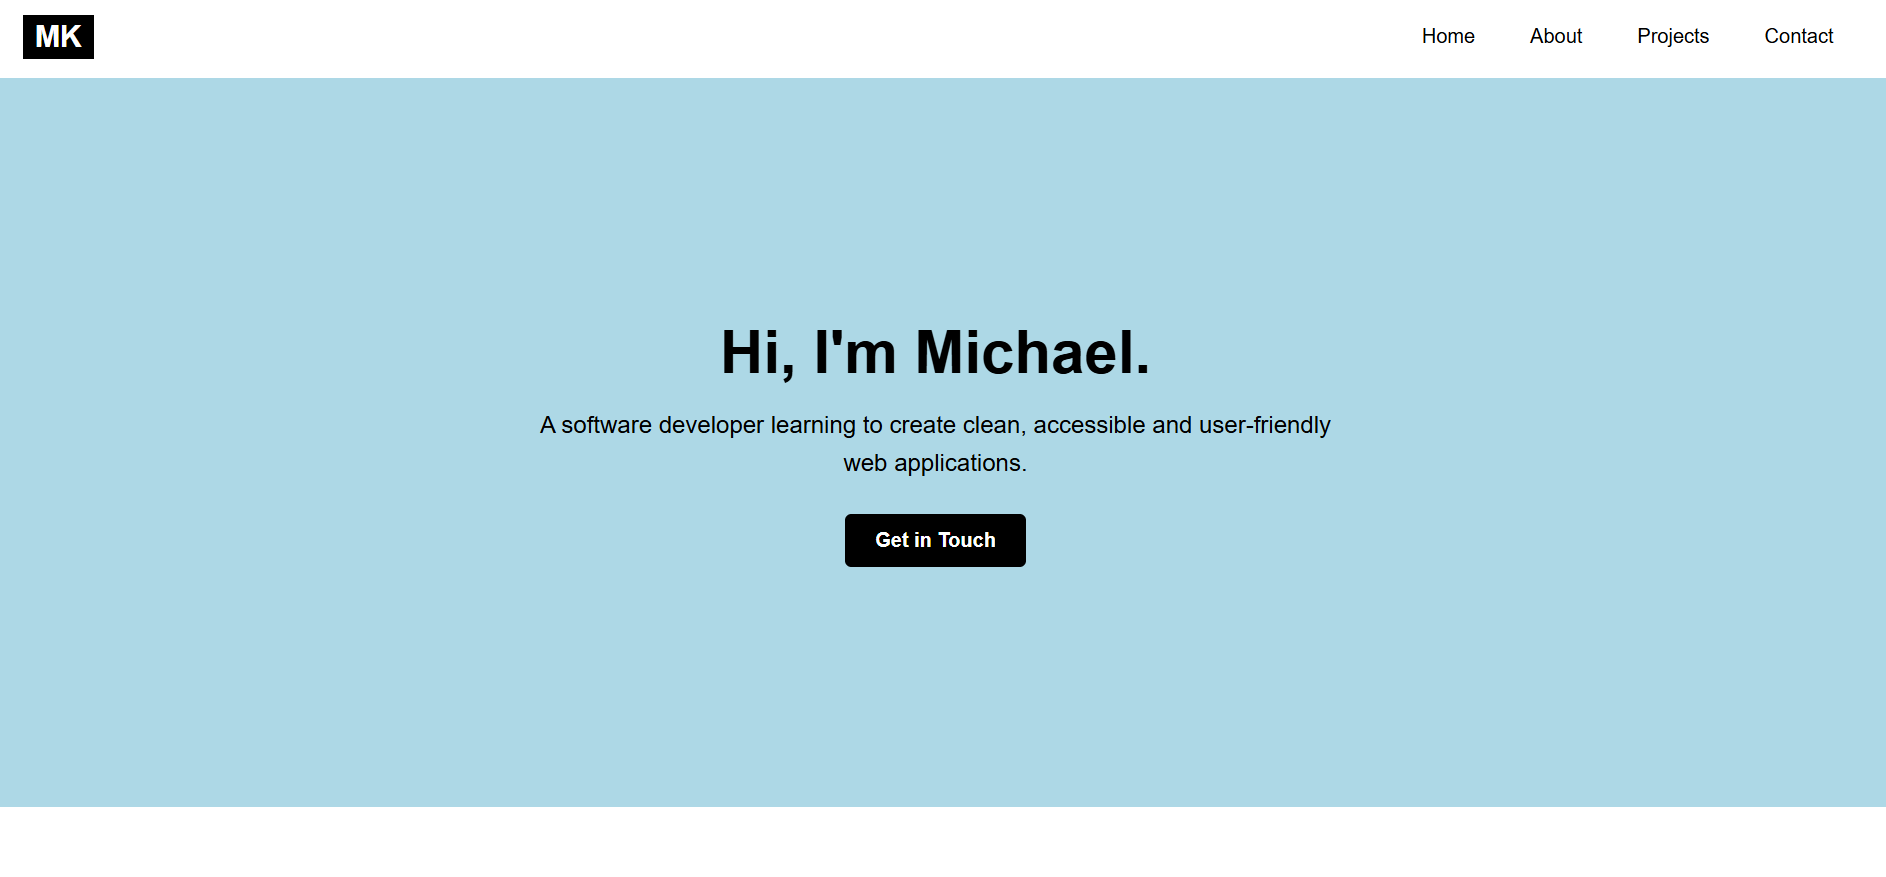 MK
Home About Projects Contact
Hi, I'm Michael.
A software developer learning to create clean, accessible and user-friendly
web applications.
Get in Touch